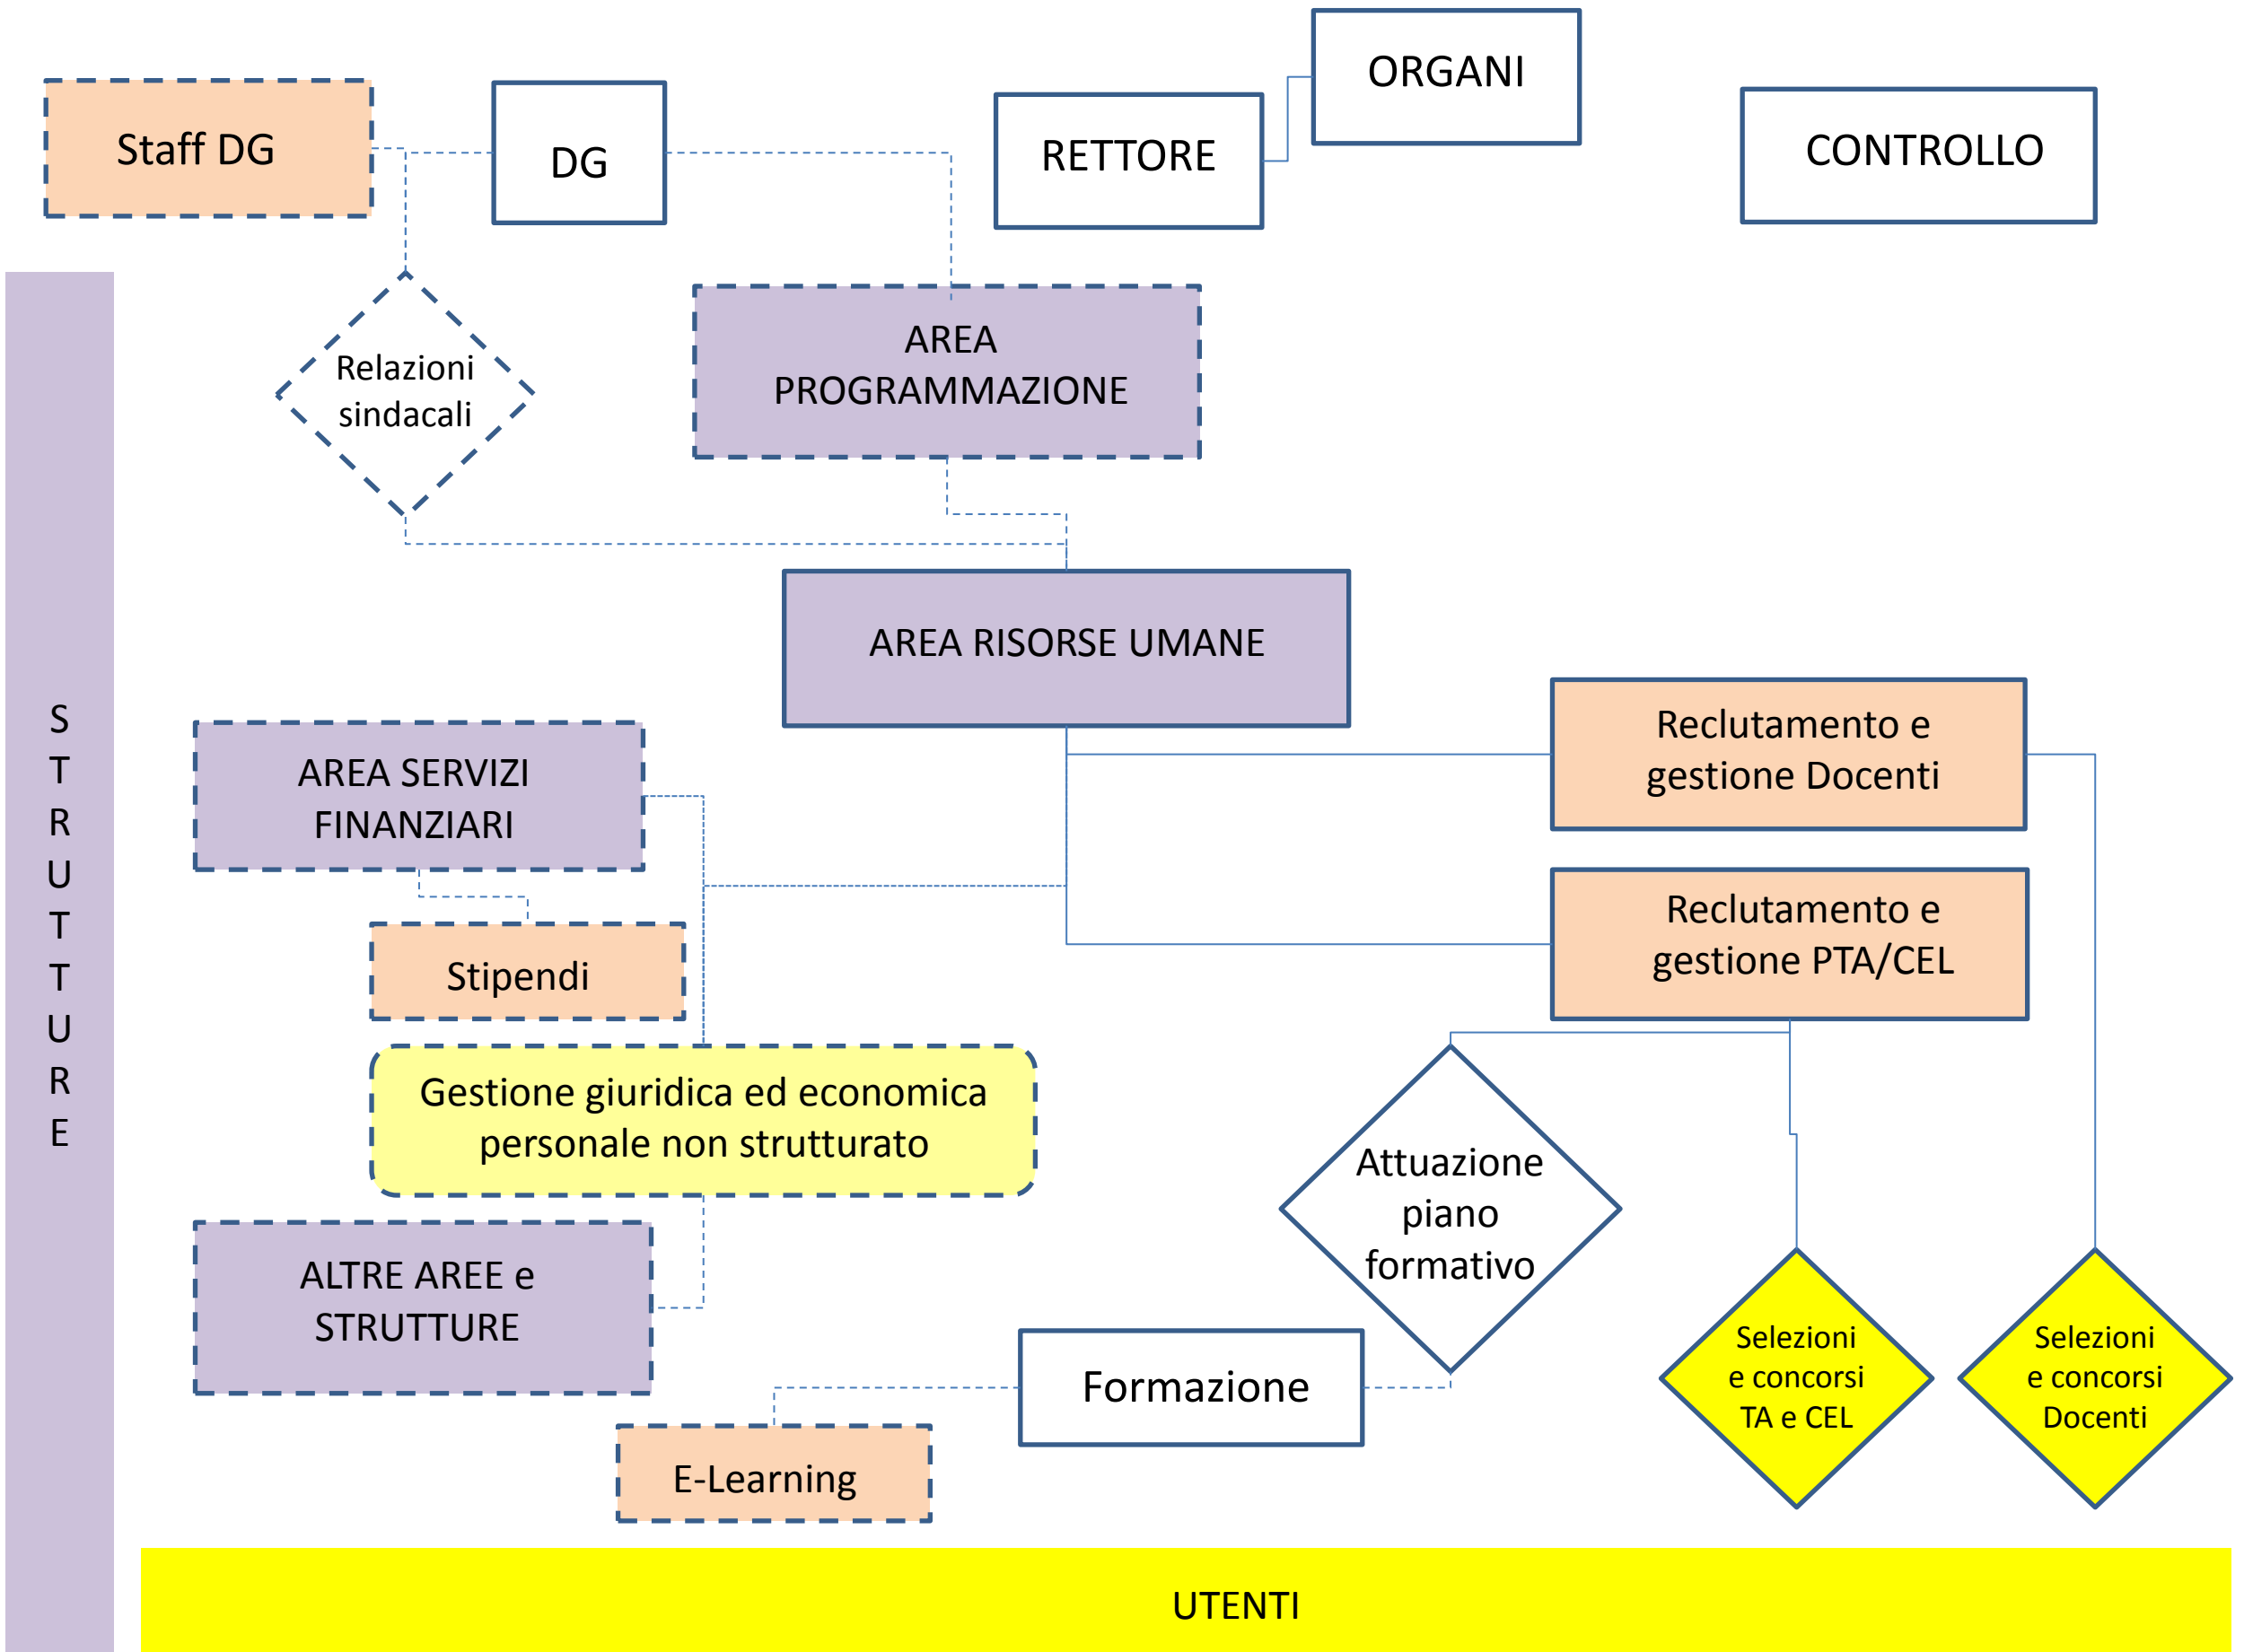 ORGANI
Staff DG
DG
RETTORE
CONTROLLO
Relazioni
sindacali
AREA
PROGRAMMAZIONE
AREA RISORSE UMANE
S
T
R
U
T
T
U
R
E
AREA SERVIZI
FINANZIARI
Reclutamento e
gestione Docenti
Stipendi
Reclutamento e
gestione PTA/CEL
Gestione giuridica ed economica
personale non strutturato
Attuazione
piano
formativo
ALTRE AREE e
STRUTTURE
Formazione
Selezioni
e concorsi
TA e CEL
Selezioni
e concorsi
Docenti
E-Learning
UTENTI